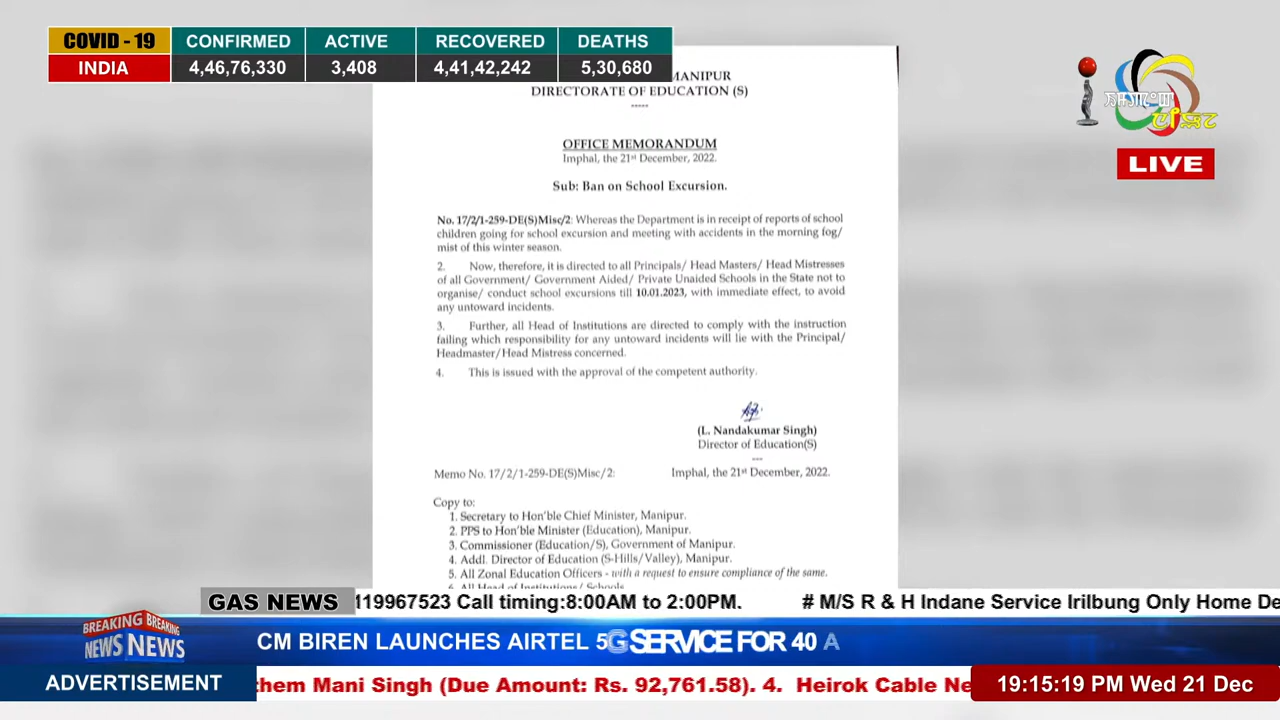 COVID - 19 CONFIRMED ACTIVE RECOVERED DEATHS
INDIA 4,46,76,330 3,408 4,41,42,242 5,30,680
LIVE
MANIPUR
DIRECTORATE OF EDUCATION (S)
-----
OFFICE MEMORANDUM
Imphal, the 21st December, 2022.
Sub: Ban on School Excursion.
No. 17/2/1-259-DE(S)Misc/2: Whereas the Department is in receipt of reports of school
children going for school excursion and meeting with accidents in the morning fog/
mist of this winter season.
2. Now, therefore, it is directed to all Principals/ Head Masters/ Head Mistresses
of all Government/ Government Aided/ Private Unaided Schools in the State not to
organise/ conduct school excursions till 10.01.2023, with immediate effect, to avoid
any untoward incidents.
3. Further, all Head of Institutions are directed to comply with the instruction
failing which responsibility for any untoward incidents will lie with the Principal/
Headmaster/Head Mistress concerned.
4. This is issued with the approval of the competent authority.
(L. Nandakumar Singh)
Director of Education(S)
---
Memo No. 17/2/1-259-DE(S)Misc/2: Imphal, the 21st December, 2022.
Copy to:
1. Secretary to Hon'ble Chief Minister, Manipur.
2. PPS to Hon'ble Minister (Education), Manipur.
3. Commissioner (Education/S), Government of Manipur.
4. Addl. Director of Education (S-Hills/Valley), Manipur.
5. All Zonal Education Officers - with a request to ensure compliance of the same.
6. All Head of Institutions/ Schools
GAS NEWS 119967523 Call timing:8:00AM to 2:00PM. # M/S R & H Indane Service Irilbung Only Home De
BREAKING BREAKING
NEWS NEWS
CM BIREN LAUNCHES AIRTEL 5G SERVICE FOR 40 A
ADVERTISEMENT
them Mani Singh (Due Amount: Rs. 92,761.58). 4. Heirok Cable Ne
19:15:19 PM Wed 21 Dec